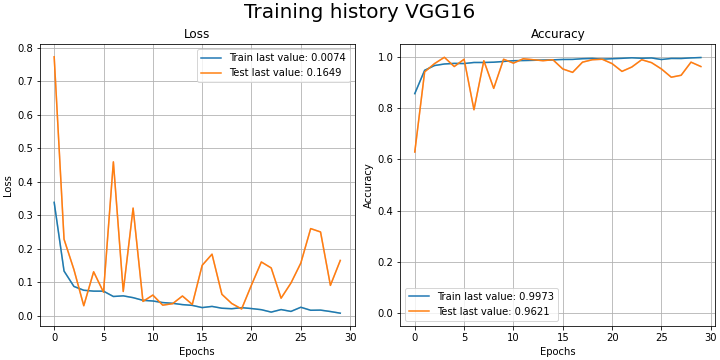 Training history VGG16
Loss
Train last value: 0.0074
Test last value: 0.1649
0.8
0.7
0.6
0.5
0.4
0.3
0.2
0.1
0.0
Loss
0 5 10 15 20 25 30
Epochs
Accuracy
1.0
0.8
0.6
0.4
0.2
0.0
Accuracy
Train last value: 0.9973
Test last value: 0.9621
0 5 10 15 20 25 30
Epochs